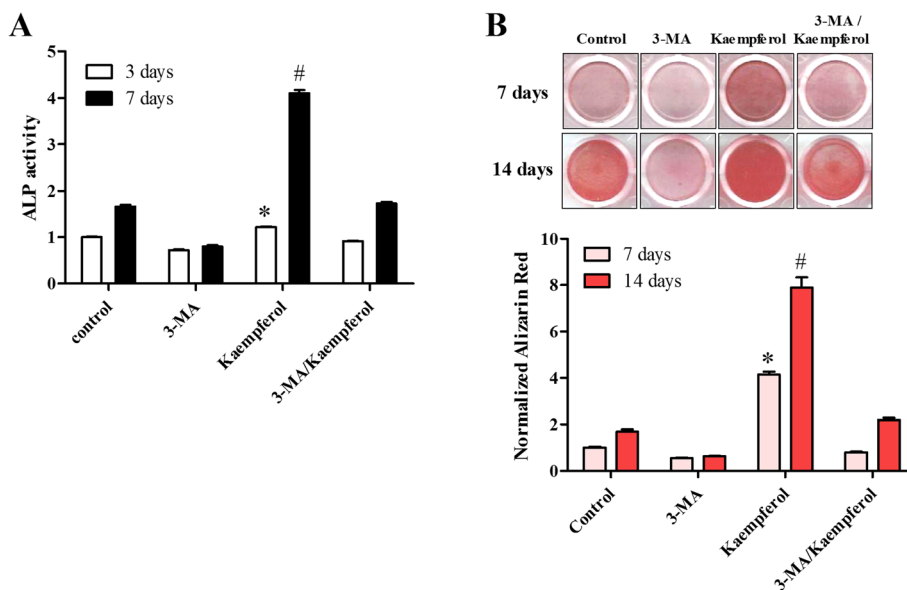 A
ALP activity
5
4
3
2
1
0
3 days
7 days
*
#
control
3-MA
Kaempferol
3-MA/Kaempferol
B
Control 3-MA Kaempferol 3-MA /
Kaempferol
7 days
14 days
Normalized Alizarin Red
10
8
6
4
2
0
7 days
14 days
*
#
Control
3-MA
Kaempferol
3-MA/Kaempferol